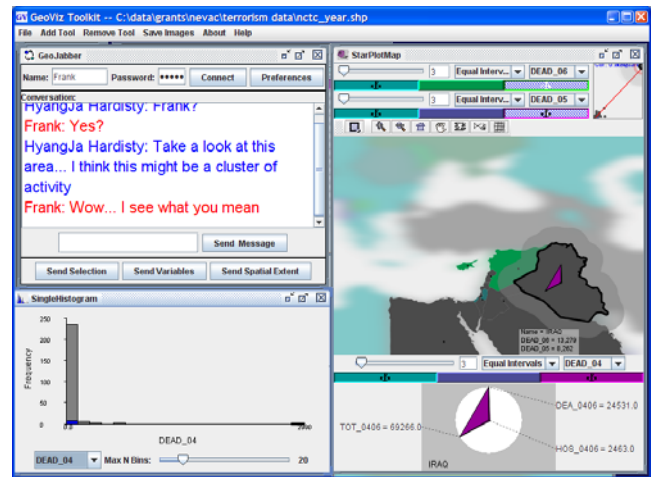 GeoViz Toolkit -- C:\data\grants\nevac\terrorism data\nctc_year.shp
File Add Tool Remove Tool Save Images About Help
GeoJabber
Name: Frank Password: ••••• Connect Preferences
Conversation:
HyangJa Hardisty: Frank?
Frank: Yes?
HyangJa Hardisty: Take a look at this
area... I think this might be a cluster of
activity
Frank: Wow... I see what you mean
Send Message
Send Selection Send Variables Send Spatial Extent
SingleHistogram
250
200
150
100
50
0
Frequency
0.0
DEAD_04
DEAD_04 Max N Bins: 20
StarPlotMap
3 Equal Interv... DEAD_06
3 Equal Interv... DEAD_05
Name = IRAQ
DEAD_06 = 13,278
DEAD_05 = 8,262
3 Equal Intervals DEAD_04
DEA_0406 = 24531.0
TOT_0406 = 69266.0
HOS_0406 = 2463.0
IRAQ